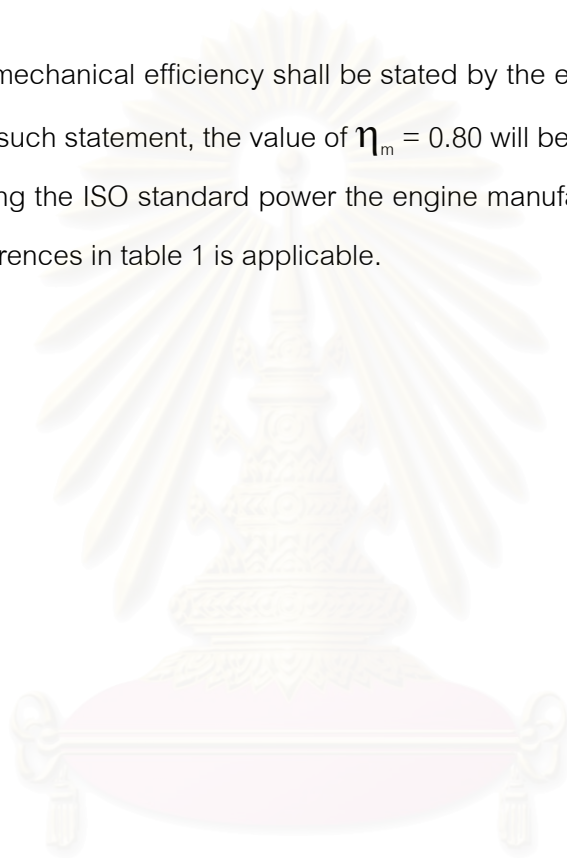 mechanical efficiency shall be stated by the e
such statement, the value of ηm = 0.80 will be
ng the ISO standard power the engine manufa
rences in table 1 is applicable.